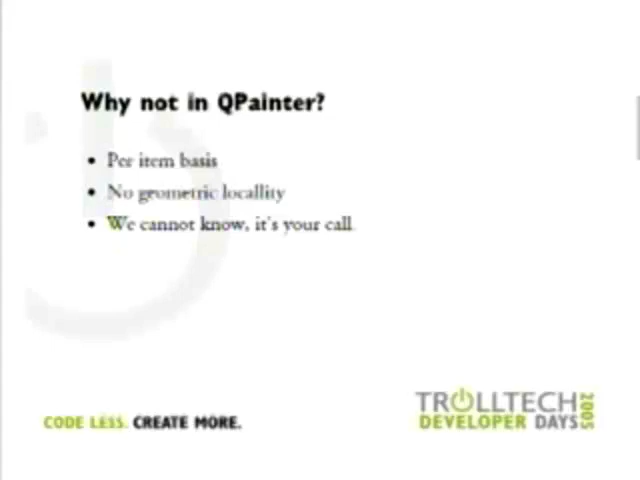 Why not in QPainter?
• Per item basis
• No geometric locallity
• We cannot know, it's your call.
CODE LESS. CREATE MORE.
TROLLTECH
DEVELOPER DAYS 2005